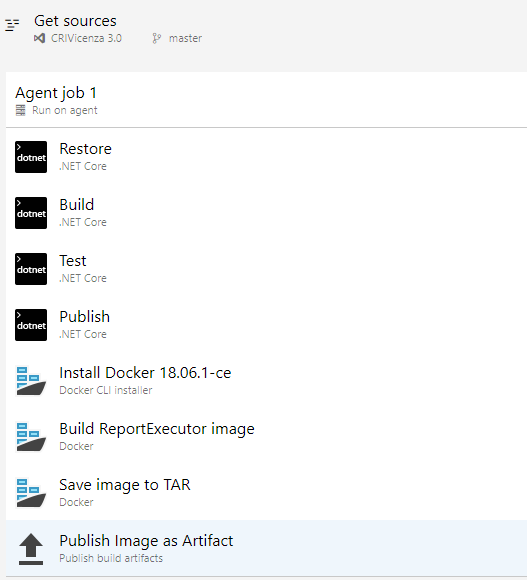 Get sources
CRIVicenza 3.0 master
Agent job 1
Run on agent
>
dotnet
Restore
.NET Core
>
dotnet
Build
.NET Core
>
dotnet
Test
.NET Core
>
dotnet
Publish
.NET Core
Install Docker 18.06.1-ce
Docker CLI installer
Build ReportExecutor image
Docker
Save image to TAR
Docker
Publish Image as Artifact
Publish build artifacts